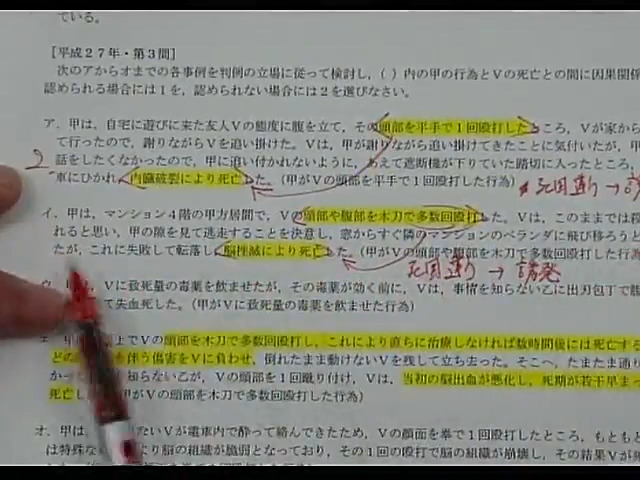 ている。
［平成２７年・第３問］
次のアからオまでの各事例を判例の立場に従って検討し，（ ）内の甲の行為とＶの死亡との間に因果関係
認められる場合には１を，認められない場合には２を選びなさい。
ア．甲は，自宅に遊びに来た友人Ｖの態度に腹を立て，その頭部を平手で１回殴打したところ，Ｖが家から
て行ったので，謝りながらＶを追い掛けた。Ｖは，甲が謝りながら追い掛けてきたことに気付いたが，甲
2 話をしたくなかったので，甲に追い付かれないように，あえて遮断機が下りていた踏切に入ったところ，
車にひかれ，内臓破裂により死亡した。（甲がＶの頭部を平手で１回殴打した行為） 死因違う→
イ．甲は，マンション４階の甲方居間で，Ｖの頭部や腹部を木刀で多数回殴打した。Ｖは，このままでは殺
れると思い，甲の隙を見て逃走することを決意し，窓からすぐ隣のマンションのベランダに飛び移ろうと
たが，これに失敗して転落し，脳挫滅により死亡した。（甲がＶの頭部や腹部を木刀で多数回殴打した行為
死因違う→誘発
Ｖに致死量の毒薬を飲ませたが，その毒薬が効く前に，Ｖは，事情を知らない乙に出刃包丁で
て失血死した。（甲がＶに致死量の毒薬を飲ませた行為）
上でＶの頭部を木刀で多数回殴打し，これにより直ちに治療しなければ数時間後には死亡する
を伴う傷害をＶに負わせ，倒れたまま動けないＶを残して立ち去った。そこへ，たまたま通り
かっ 知らない乙が，Ｖの頭部を１回蹴り付け，Ｖは，当初の脳出血が悪化し，死期が若干早ま
死亡 甲がＶの頭部を木刀で多数回殴打した行為）
オ．甲は， たいＶが電車内で酔って絡んできたため，Ｖの顔面を拳で１回殴打したところ，もともと
は特殊な より脳の組織が脆弱となっており，その１回の殴打で脳の組織が崩壊し，その結果Ｖが